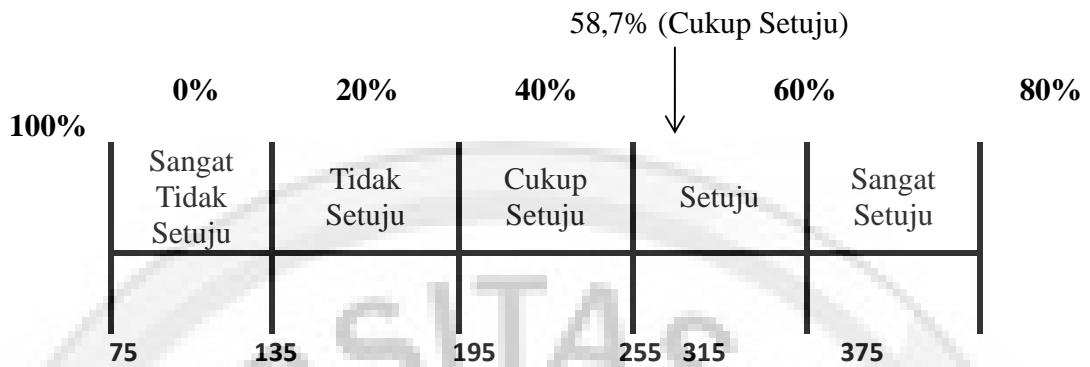 58,7% (Cukup Setuju)
0% 20% 40% 60% 80%
100%
Sangat Tidak Setuju
Tidak Setuju
Cukup Setuju
Setuju
Sangat Setuju
SITAS
75 135 195 255 315 375